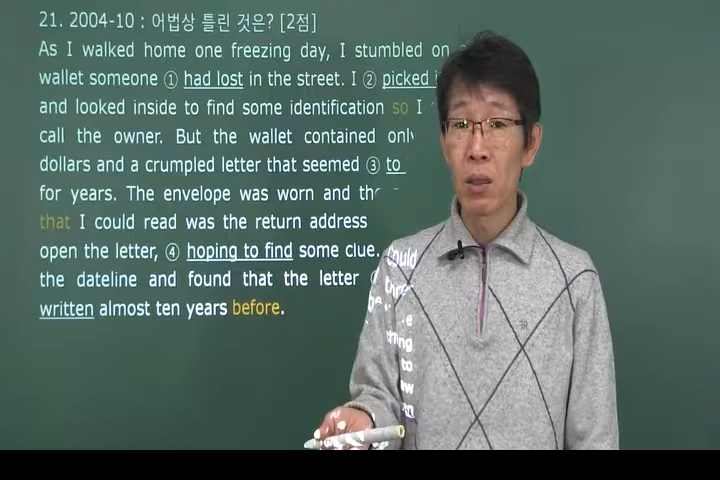 21. 2004-10 : 어법상 틀린 것은? [2점]
As I walked home one freezing day, I stumbled on
wallet someone ① had lost in the street. I ② picked
and looked inside to find some identification so I
call the owner. But the wallet contained only
dollars and a crumpled letter that seemed ③ to
for years. The envelope was worn and the
that I could read was the return address
open the letter, ④ hoping to find some clue.
the dateline and found that the letter
written almost ten years before.